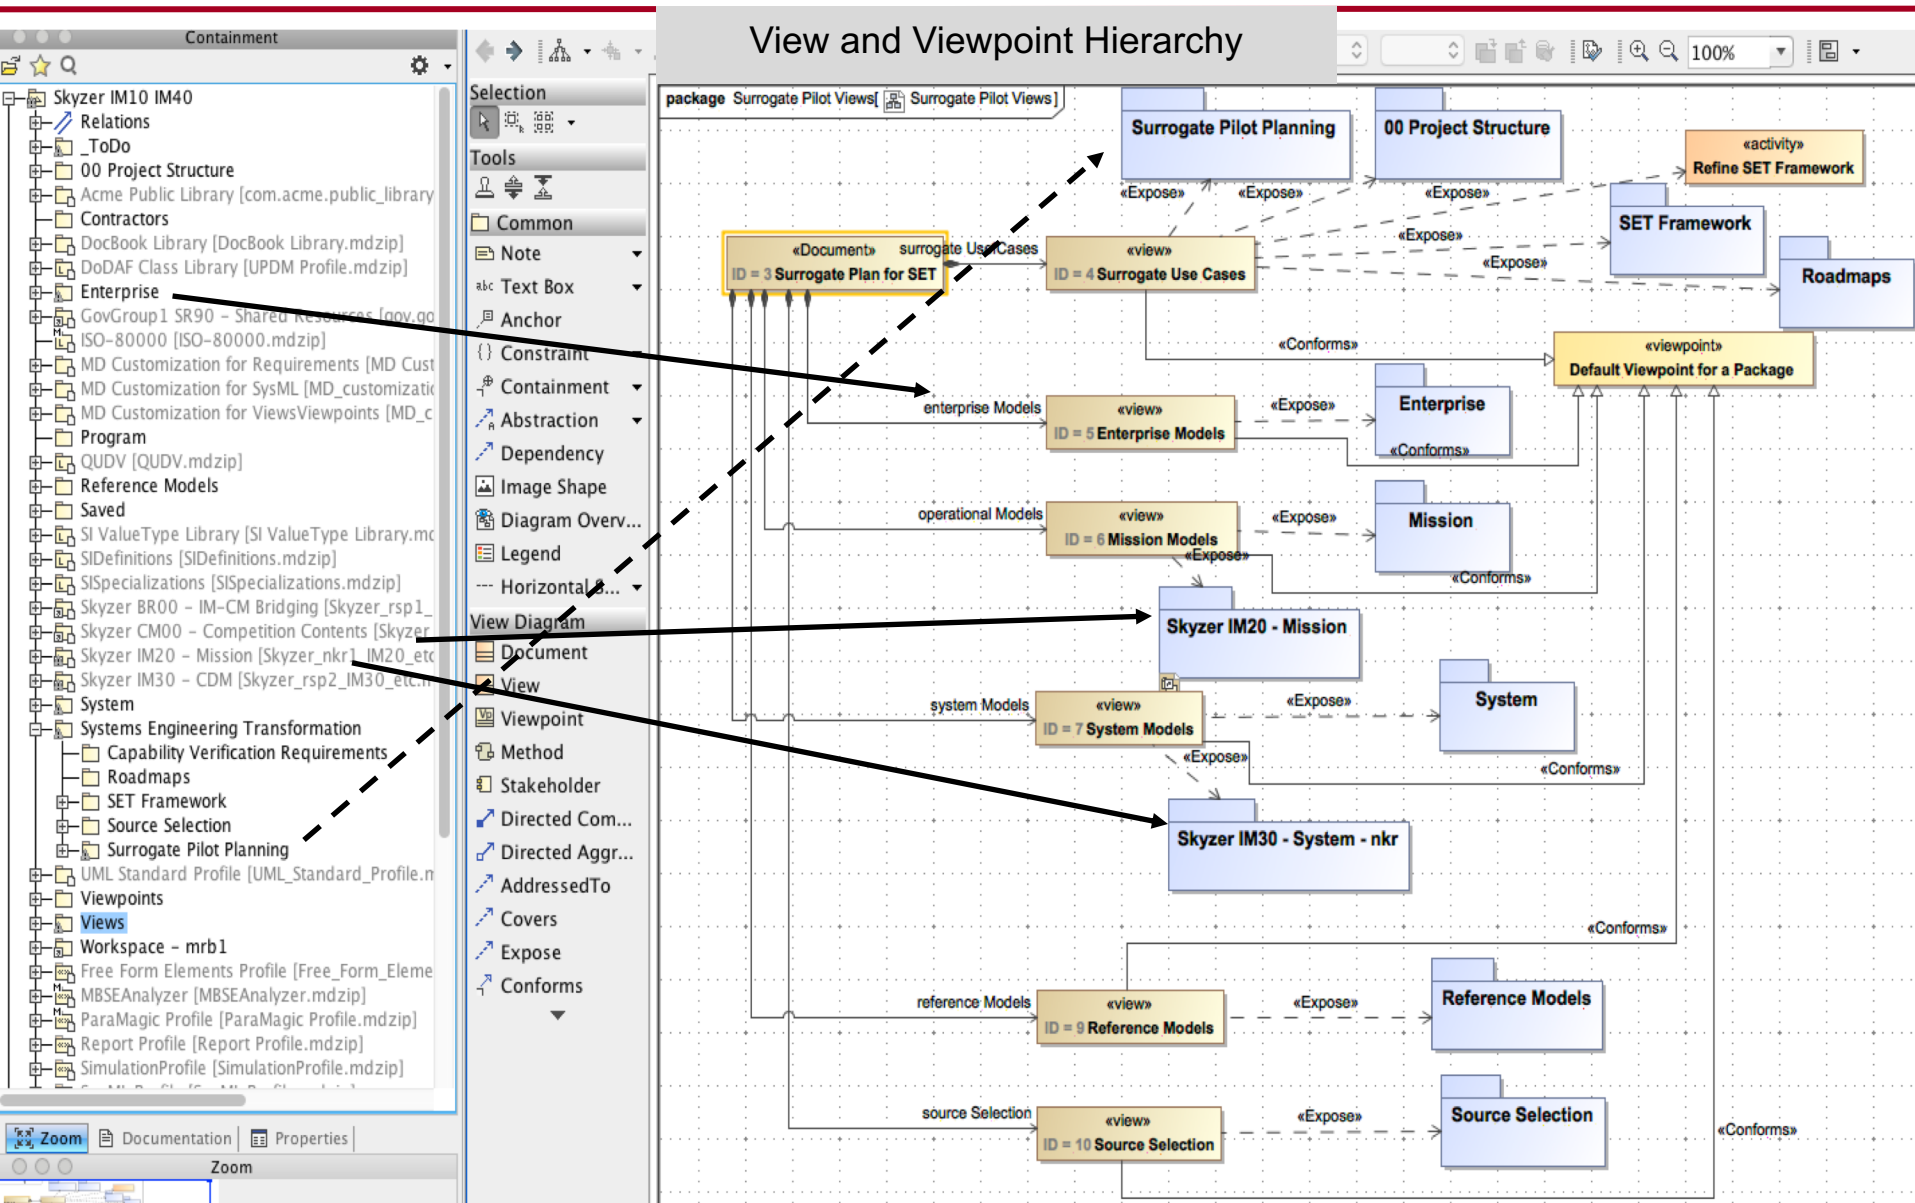 View and Viewpoint Hierarchy
Containment
Skyzer IM10 IM40
Relations
_ToDo
00 Project Structure
Acme Public Library [com.acme.public_library
Contractors
DocBook Library [DocBook Library.mdzip]
DoDAF Class Library [UPDM Profile.mdzip]
Enterprise
GovGroup1 SR90 - Shared Resources [gov.go
ISO-80000 [ISO-80000.mdzip]
MD Customization for Requirements [MD Cust
MD Customization for SysML [MD_customizatio
MD Customization for ViewsViewpoints [MD_c
Program
QUDV [QUDV.mdzip]
Reference Models
Saved
SI ValueType Library [SI ValueType Library.md
SIDefinitions [SIDefinitions.mdzip]
SISpecializations [SISpecializations.mdzip]
Skyzer BR00 - IM-CM Bridging [Skyzer_rsp1_
Skyzer CM00 - Competition Contents [Skyzer
Skyzer IM20 - Mission [Skyzer_nkr1_IM20_etc
Skyzer IM30 - CDM [Skyzer_rsp2_IM30_etc.m
System
Systems Engineering Transformation
Capability Verification Requirements
Roadmaps
SET Framework
Source Selection
Surrogate Pilot Planning
UML Standard Profile [UML_Standard_Profile.m
Viewpoints
Views
Workspace - mrb1
Free Form Elements Profile [Free_Form_Eleme
MBSEAnalyzer [MBSEAnalyzer.mdzip]
ParaMagic Profile [ParaMagic Profile.mdzip]
Report Profile [Report Profile.mdzip]
SimulationProfile [SimulationProfile.mdzip]
Zoom
Documentation
Properties
Zoom
Selection
Tools
Common
Note
Text Box
Anchor
Constraint
Containment
Abstraction
Dependency
Image Shape
Diagram Overv...
Legend
Horizontal S...
View Diagram
Document
View
Viewpoint
Method
Stakeholder
Directed Com...
Directed Aggr...
AddressedTo
Covers
Expose
Conforms
100%
package Surrogate Pilot Views[ Surrogate Pilot Views]
Surrogate Pilot Planning
00 Project Structure
«activity»
Refine SET Framework
«Expose»
«Expose»
«Expose»
SET Framework
«Expose»
«Expose»
Roadmaps
«Document»
ID = 3 Surrogate Plan for SET
surrogate Use Cases
«view»
ID = 4 Surrogate Use Cases
«Conforms»
«viewpoint»
Default Viewpoint for a Package
enterprise Models
«view»
ID = 5 Enterprise Models
«Expose»
Enterprise
«Conforms»
operational Models
«view»
ID = 6 Mission Models
«Expose»
Mission
«Expose»
«Conforms»
Skyzer IM20 - Mission
system Models
«view»
ID = 7 System Models
«Expose»
System
«Expose»
«Conforms»
Skyzer IM30 - System - nkr
«Conforms»
reference Models
«view»
ID = 9 Reference Models
«Expose»
Reference Models
source Selection
«view»
ID = 10 Source Selection
«Expose»
Source Selection
«Conforms»